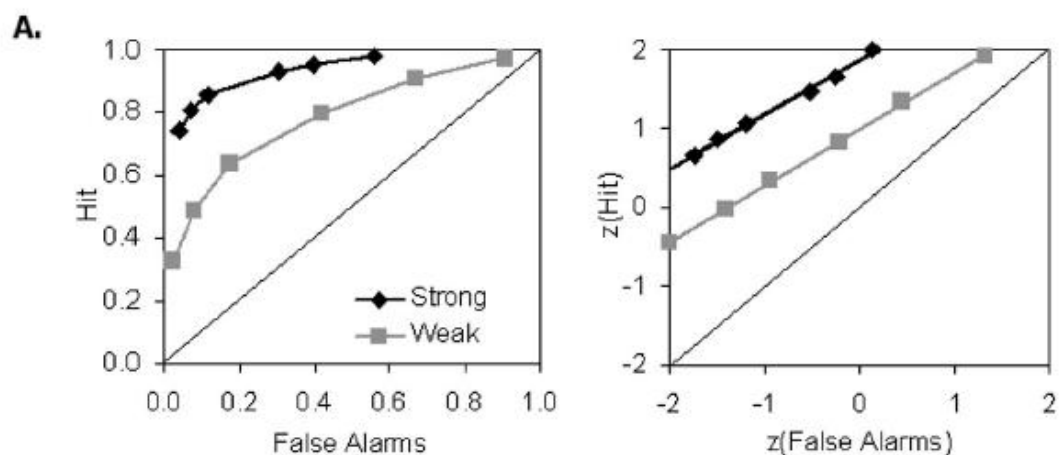 A.
1.0
0.8
0.6
0.4
0.2
0.0
Hit
Strong
Weak
0.0 0.2 0.4 0.6 0.8 1.0
False Alarms
2
1
0
-1
-2
z(Hit)
-2 -1 0 1 2
z(False Alarms)